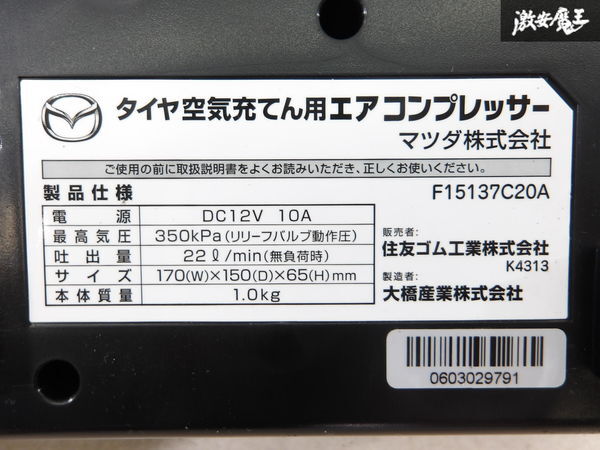 激安魔王
タイヤ空気充てん用エアコンプレッサー
マツダ株式会社
ご使用の前に取扱説明書をよくお読みいただき、正しくお使いください。
製品仕様
F15137C20A
電源 DC12V 10A
最高気圧 350kPa(リリーフバルブ動作圧)
吐出量 22ℓ/min(無負荷時)
サイズ 170(W)×150(D)×65(H)mm
本体質量 1.0kg
販売者:
住友ゴム工業株式会社
K4313
製造者:
大橋産業株式会社
0603029791